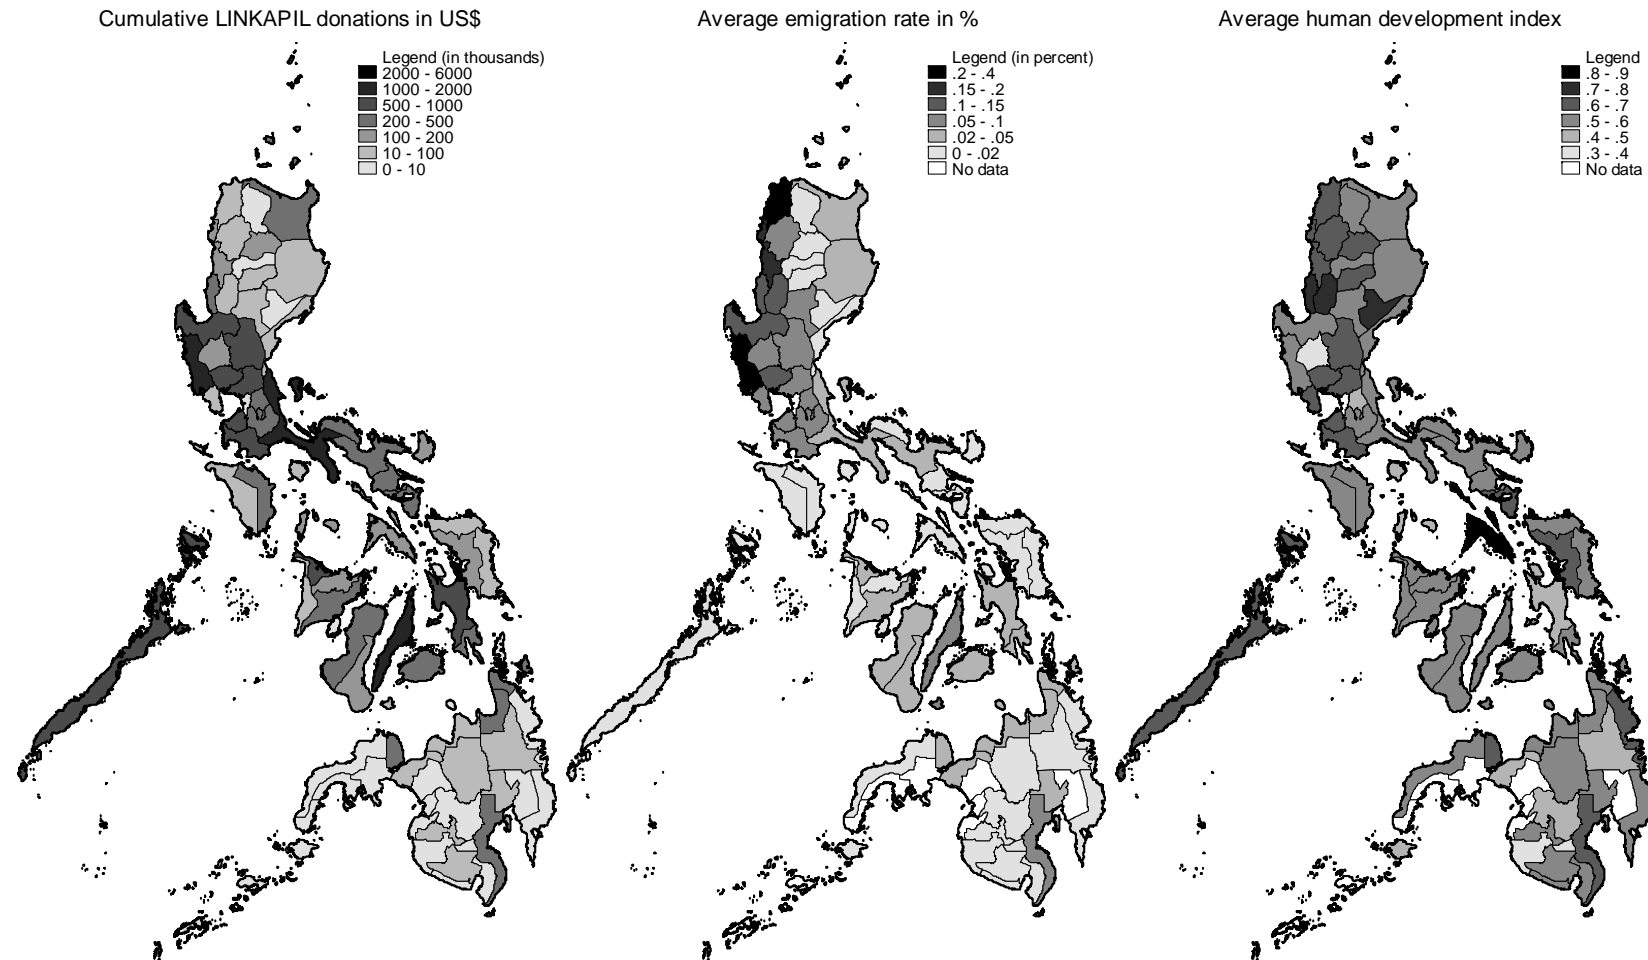 Cumulative LINKAPIL donations in US$
Legend (in thousands)
2000 - 6000
1000 - 2000
500 - 1000
200 - 500
100 - 200
10 - 100
0 - 10
Average emigration rate in %
Legend (in percent)
.2 - .4
.15 - .2
.1 - .15
.05 - .1
.02 - .05
0 - .02
No data
Average human development index
Legend
.8 - .9
.7 - .8
.6 - .7
.5 - .6
.4 - .5
.3 - .4
No data